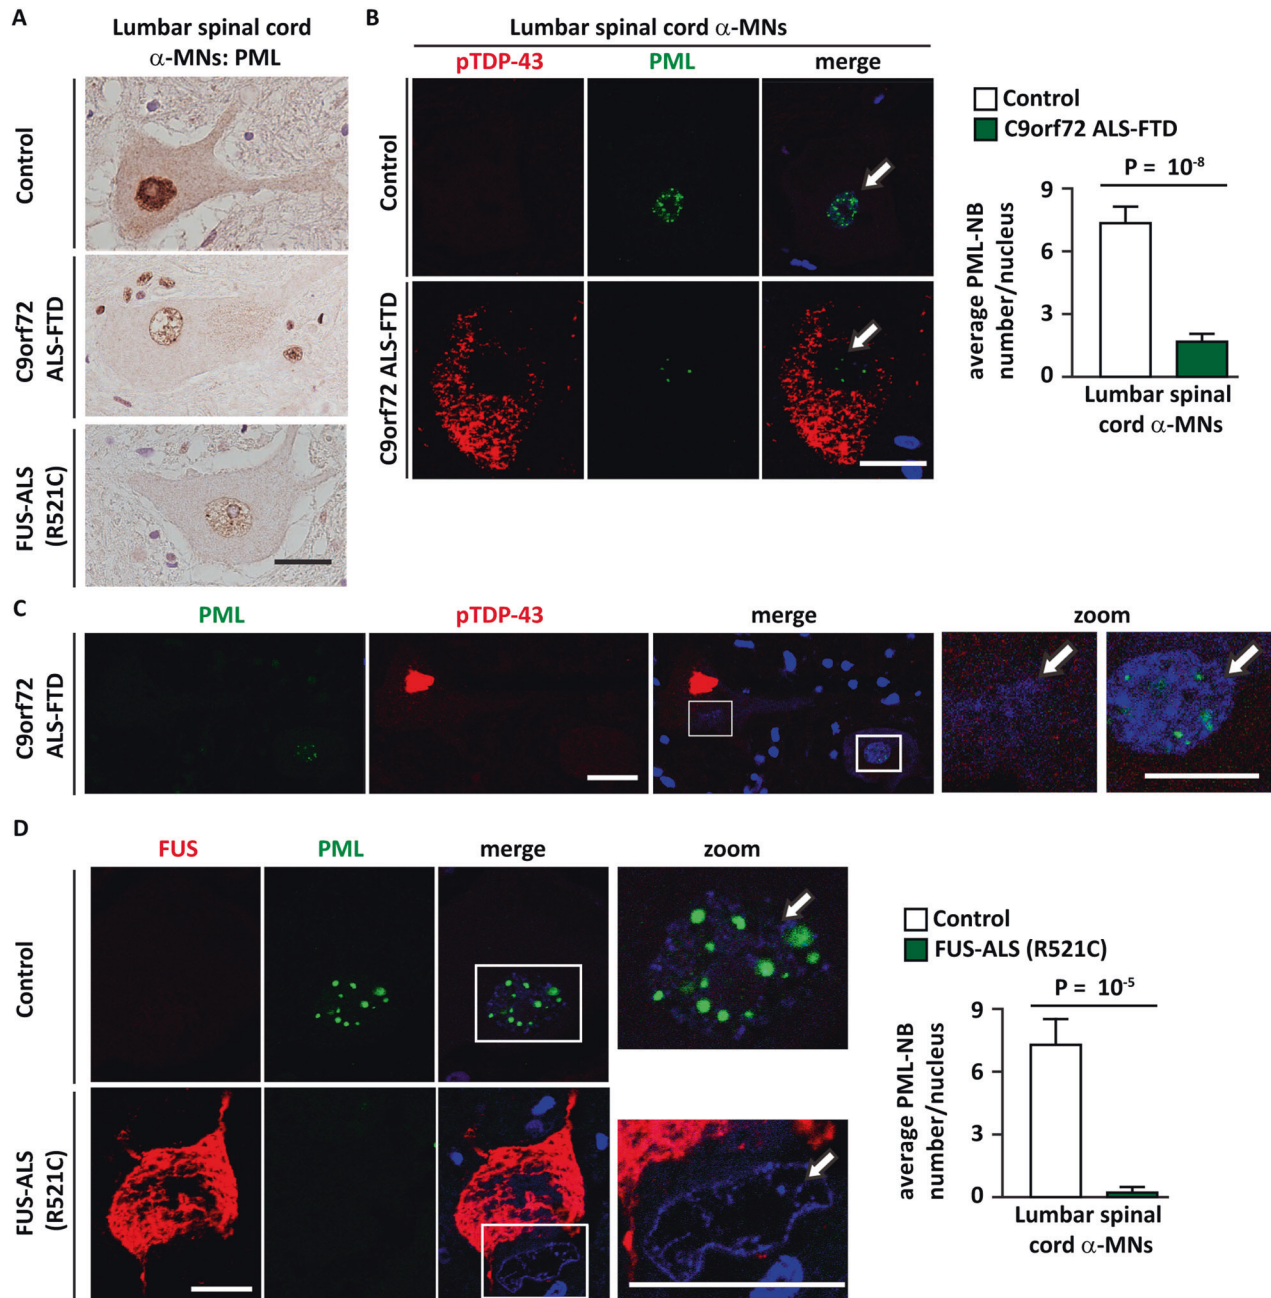 A
Lumbar spinal cord
α-MNs: PML
Control
C9orf72
ALS-FTD
FUS-ALS
(R521C)
B
Lumbar spinal cord α-MNs
pTDP-43
PML
merge
Control
C9orf72 ALS-FTD
Control
C9orf72 ALS-FTD
P = 10⁻⁸
average PML-NB
number/nucleus
9
6
3
0
Lumbar spinal
cord α-MNs
C
PML
pTDP-43
merge
zoom
C9orf72
ALS-FTD
D
FUS
PML
merge
zoom
Control
FUS-ALS
(R521C)
Control
FUS-ALS (R521C)
P = 10⁻⁵
average PML-NB
number/nucleus
9
6
3
0
Lumbar spinal
cord α-MNs